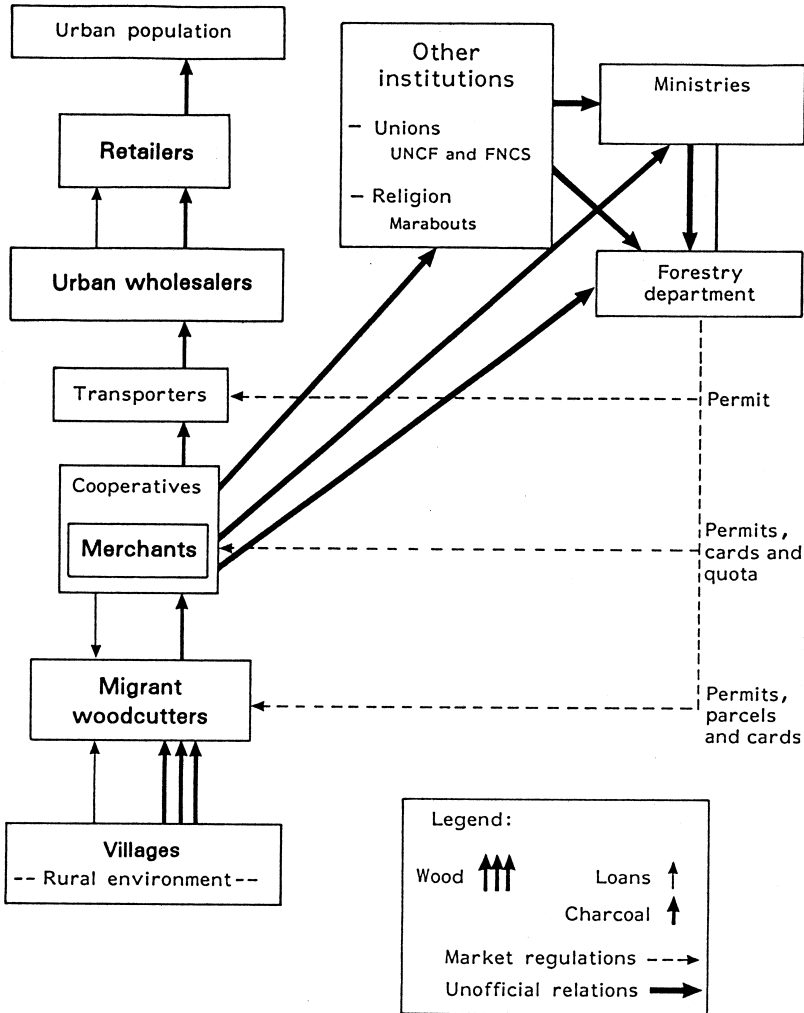 Urban population
Retailers
Urban wholesalers
Transporters
Cooperatives
Merchants
Migrant
woodcutters
Villages
-- Rural environment --
Other
institutions
– Unions
UNCF and FNCS
– Religion
Marabouts
Ministries
Forestry
department
Permit
Permits,
cards and
quota
Permits,
parcels
and cards
Legend:
Wood
Loans
Charcoal
Market regulations
Unofficial relations